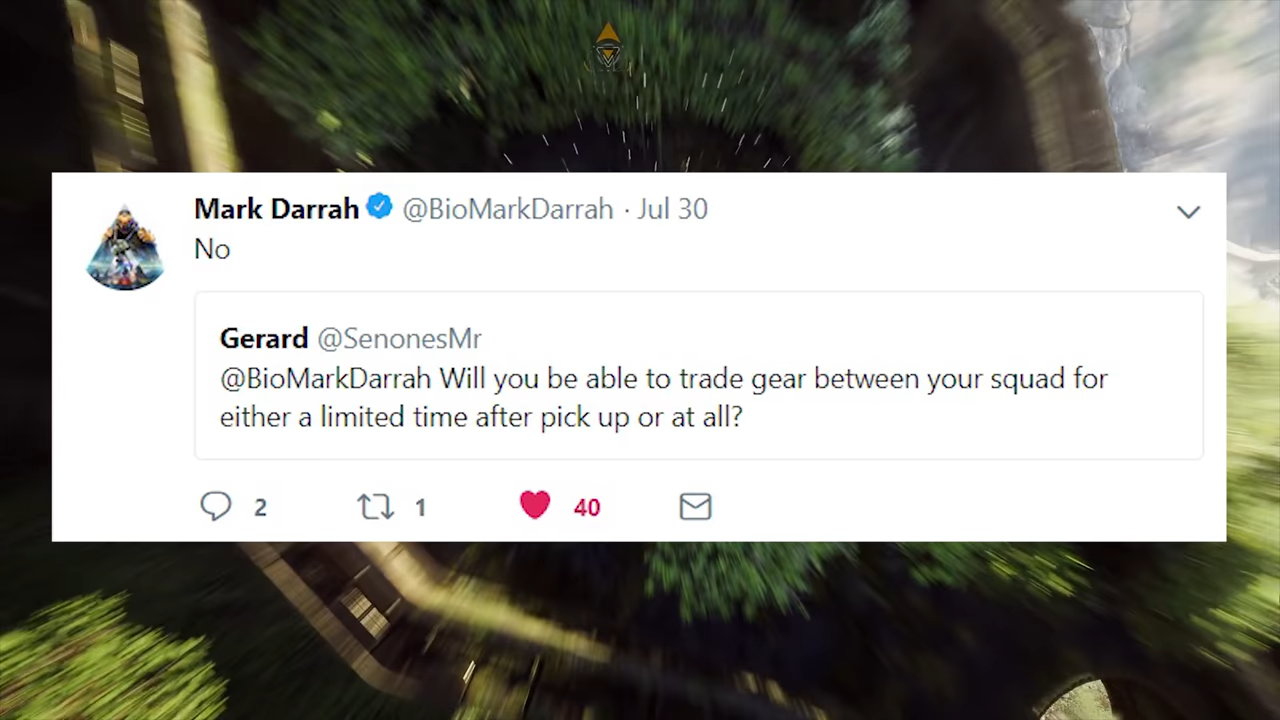 Mark Darrah @BioMarkDarrah · Jul 30
No
Gerard @SenonesMr
@BioMarkDarrah Will you be able to trade gear between your squad for
either a limited time after pick up or at all?
2 1 40